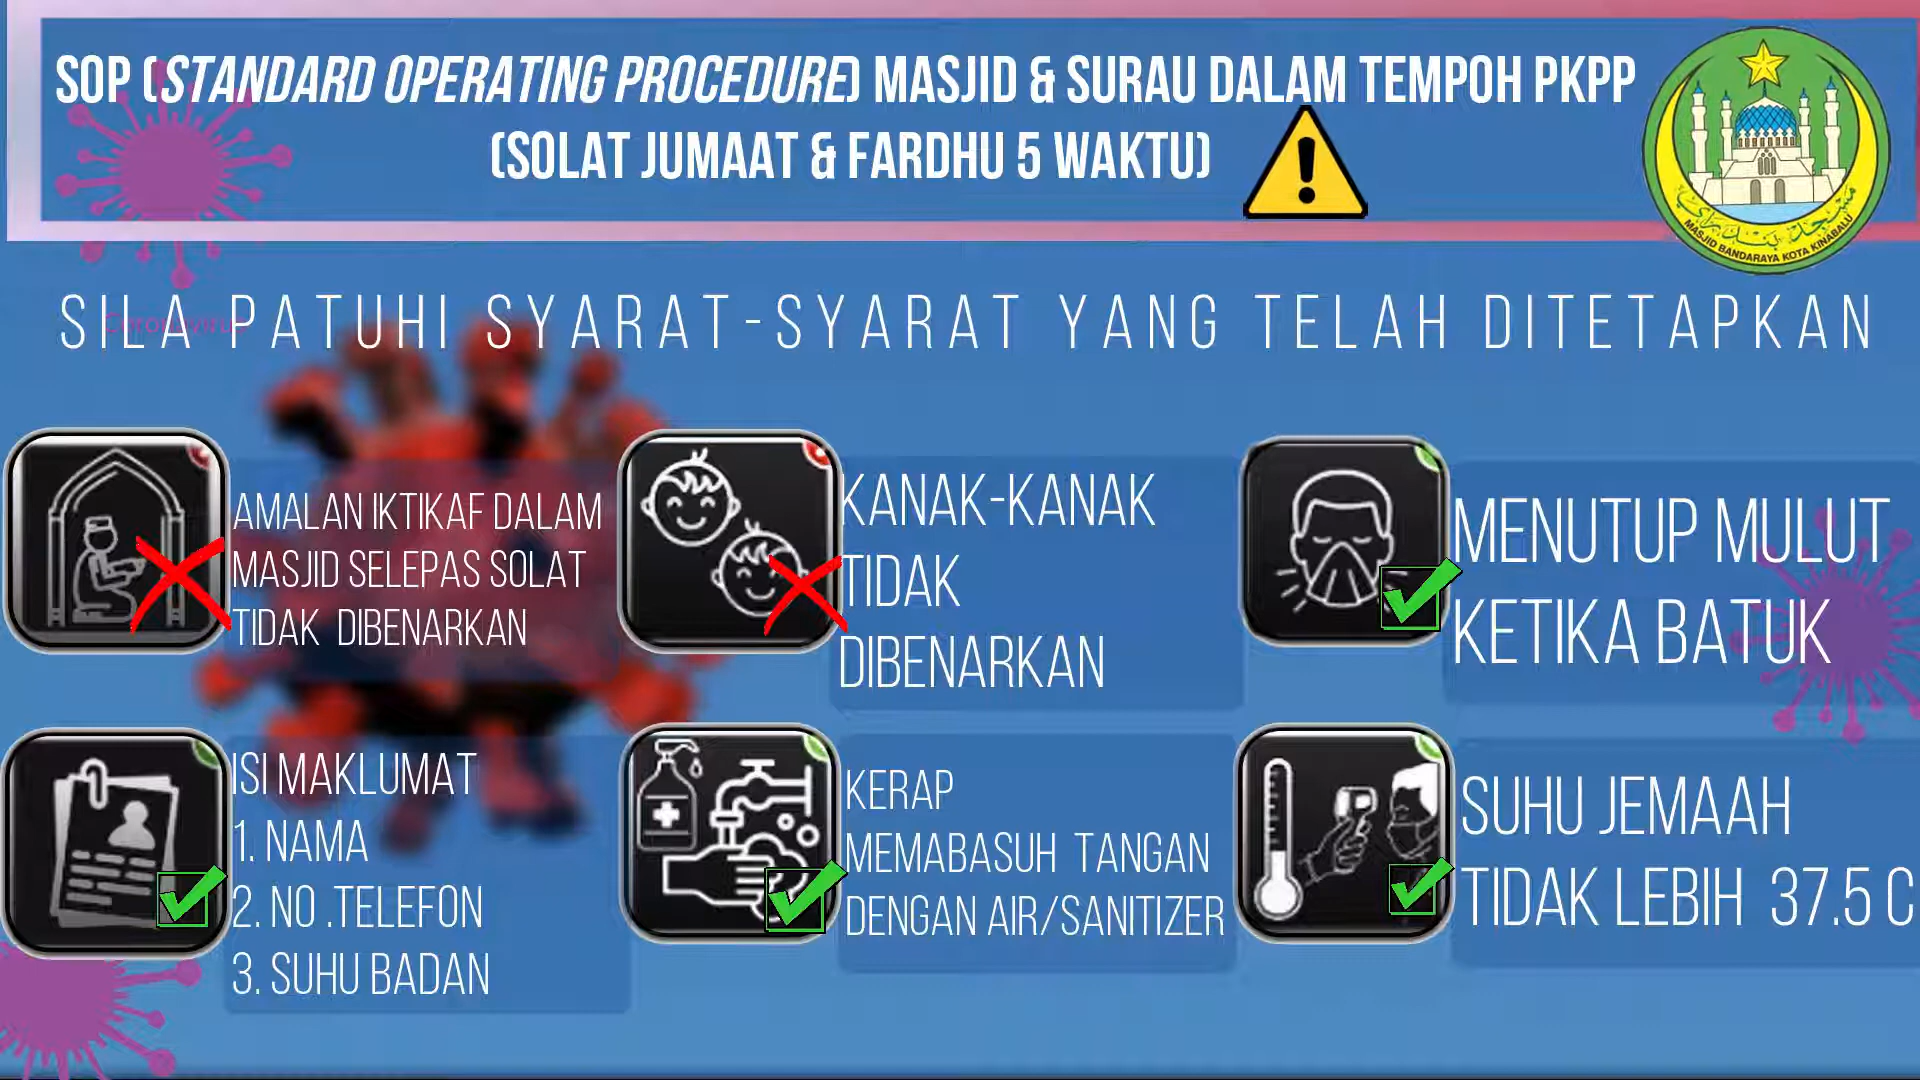 SOP (STANDARD OPERATING PROCEDURE) MASJID & SURAU DALAM TEMPOH PKPP
(SOLAT JUMAAT & FARDHU 5 WAKTU)
مسجد بندراي
MASJID BANDARAYA KOTA KINABALU
SILA PATUHI SYARAT-SYARAT YANG TELAH DITETAPKAN
Coronavirus
AMALAN IKTIKAF DALAM
MASJID SELEPAS SOLAT
TIDAK DIBENARKAN
KANAK-KANAK
TIDAK
DIBENARKAN
MENUTUP MULUT
KETIKA BATUK
ISI MAKLUMAT
1. NAMA
2. NO .TELEFON
3. SUHU BADAN
KERAP
MEMABASUH TANGAN
DENGAN AIR/SANITIZER
SUHU JEMAAH
TIDAK LEBIH 37.5 C